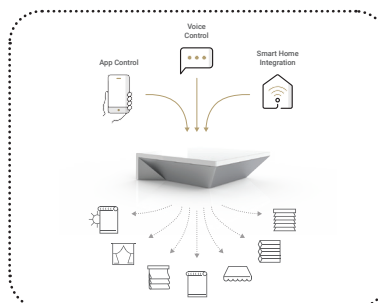 Voice
Control
App Control
Smart Home
Integration